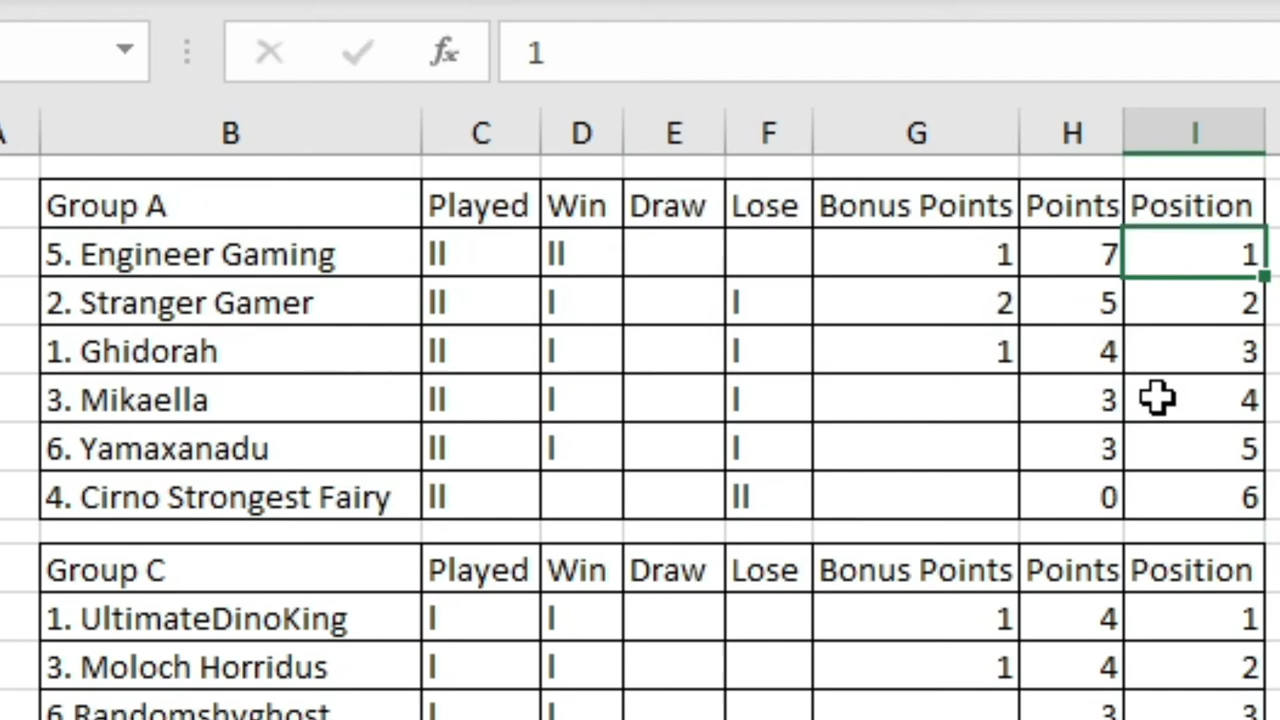 fx 1
A B C D E F G H I
Group A Played Win Draw Lose Bonus Points Points Position
5. Engineer Gaming II II 1 7 1
2. Stranger Gamer II I I 2 5 2
1. Ghidorah II I I 1 4 3
3. Mikaella II I I 3 4
6. Yamaxanadu II I I 3 5
4. Cirno Strongest Fairy II II 0 6
Group C Played Win Draw Lose Bonus Points Points Position
1. UltimateDinoKing I I 1 4 1
3. Moloch Horridus I I 1 4 2
6 Randomshyghost I I 3 3